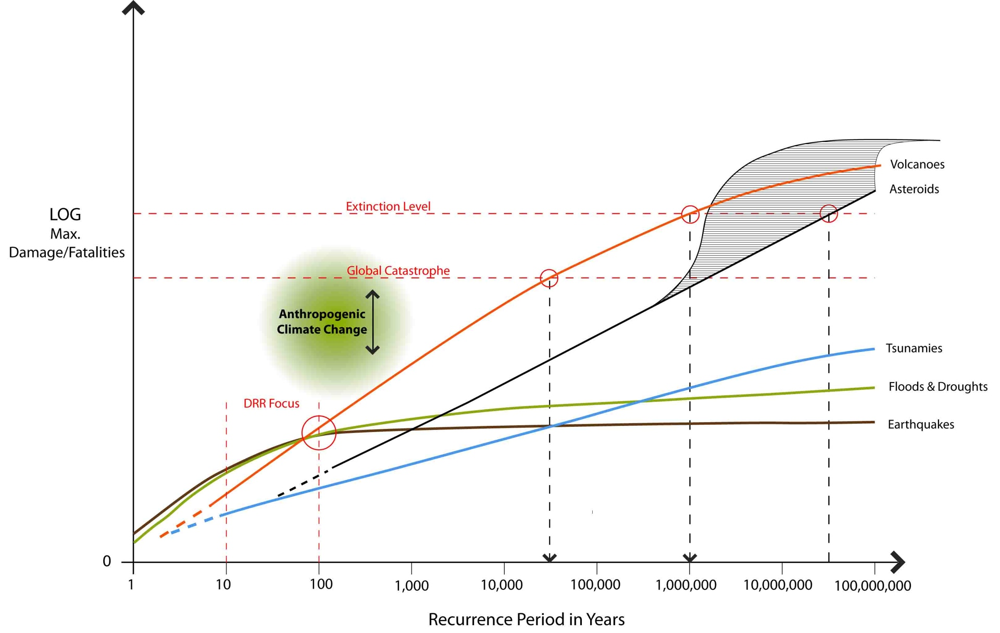 Volcanoes
Asteroids
Extinction Level
LOG
Max.
Damage/Fatalities
Global Catastrophe
Anthropogenic
Climate Change
Tsunamies
Floods & Droughts
DRR Focus
Earthquakes
0
1 10 100 1,000 10,000 100,000 1,000,000 10,000,000 100,000,000
Recurrence Period in Years